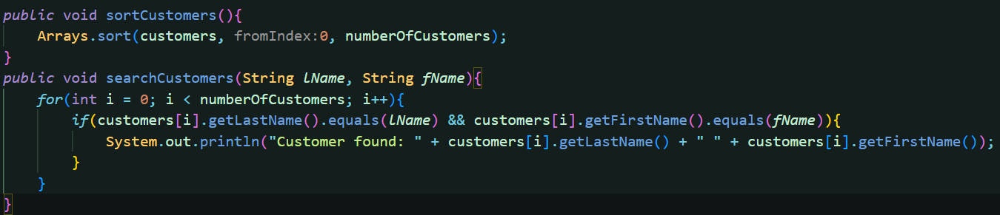 public void sortCustomers(){
    Arrays.sort(customers, fromIndex:0, numberOfCustomers);
}
public void searchCustomers(String lName, String fName){
    for(int i = 0; i < numberOfCustomers; i++){
        if(customers[i].getLastName().equals(lName) && customers[i].getFirstName().equals(fName)){
            System.out.println("Customer found: " + customers[i].getLastName() + " " + customers[i].getFirstName());
        }
    }
}